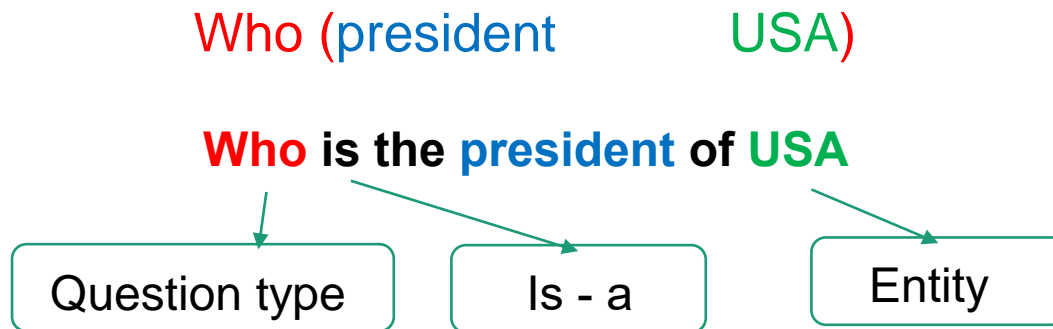 Who (president USA)
Who is the president of USA
Question type Is - a Entity